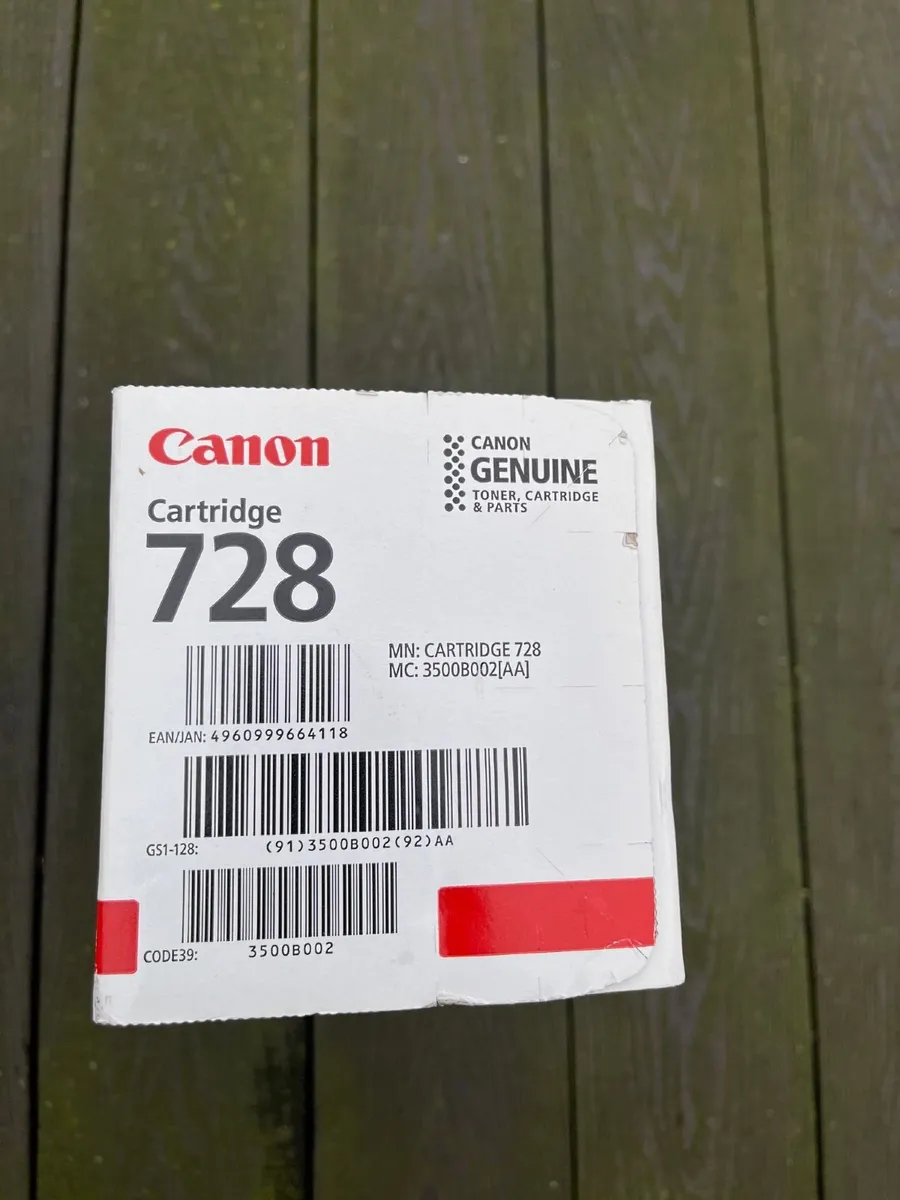 Canon
CANON
GENUINE
TONER, CARTRIDGE
& PARTS
Cartridge
728
MN: CARTRIDGE 728
MC: 3500B002[AA]
EAN/JAN: 4960999664118
GS1-128: (91)3500B002(92)AA
CODE39: 3500B002